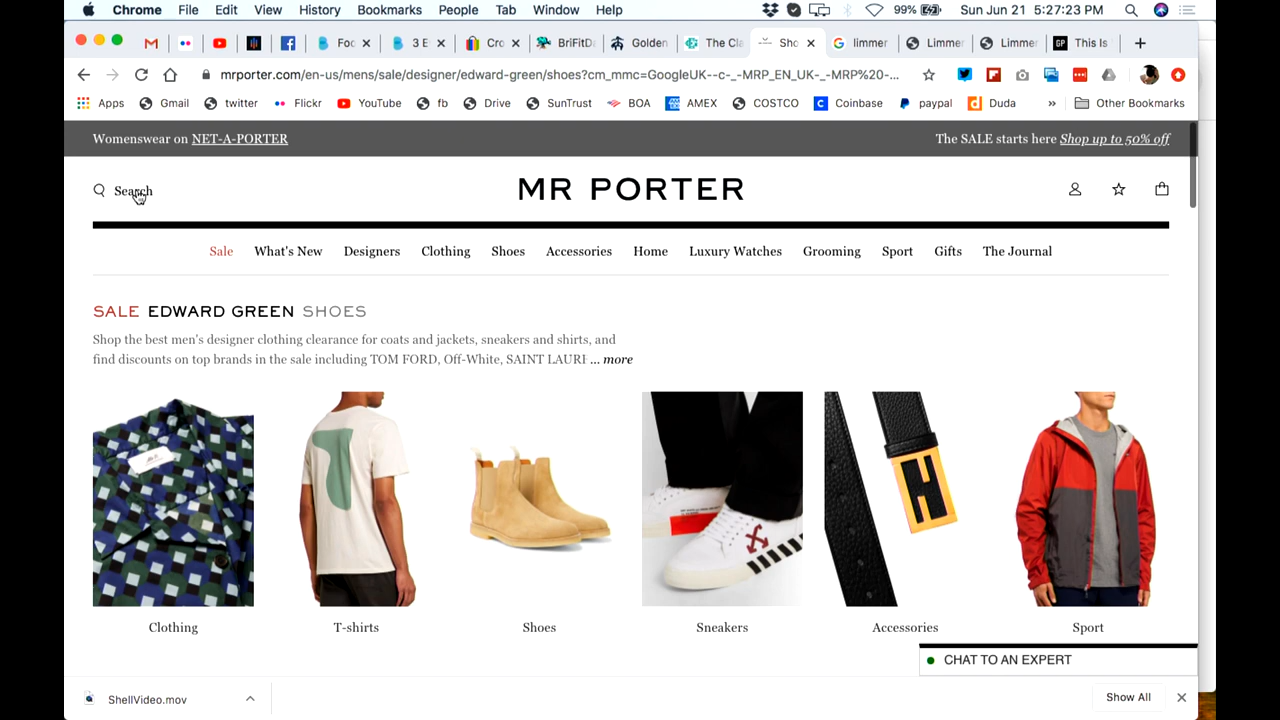 Chrome File Edit View History Bookmarks People Tab Window Help 99% Sun Jun 21 5:27:23 PM
Foc 3 E Cro BriFitDa Golden The Cla Sho limmer Limmer Limmer This Is
mrporter.com/en-us/mens/sale/designer/edward-green/shoes?cm_mmc=GoogleUK--c-_-MRP_EN_UK-_-MRP%20-...
Apps Gmail twitter Flickr YouTube fb Drive SunTrust BOA AMEX COSTCO Coinbase paypal Duda » Other Bookmarks
Womenswear on NET-A-PORTER The SALE starts here Shop up to 50% off
Search MR PORTER
Sale What's New Designers Clothing Shoes Accessories Home Luxury Watches Grooming Sport Gifts The Journal
SALE EDWARD GREEN SHOES
Shop the best men's designer clothing clearance for coats and jackets, sneakers and shirts, and
find discounts on top brands in the sale including TOM FORD, Off-White, SAINT LAURE ... more
H
Clothing T-shirts Shoes Sneakers Accessories Sport
CHAT TO AN EXPERT
ShellVideo.mov Show All